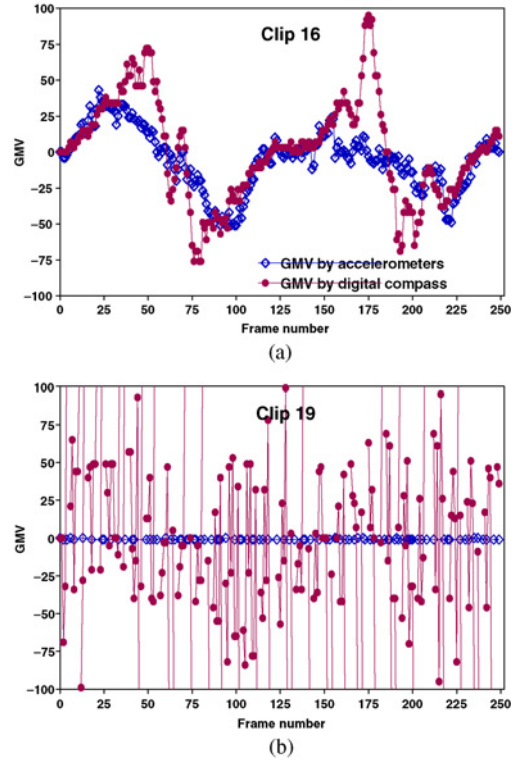 Clip 16
100
75
50
25
0
−25
−50
−75
−100
GMV
GMV by accelerometers
GMV by digital compass
0 25 50 75 100 125 150 175 200 225 250
Frame number
(a)
Clip 19
100
75
50
25
0
−25
−50
−75
−100
GMV
0 25 50 75 100 125 150 175 200 225 250
Frame number
(b)